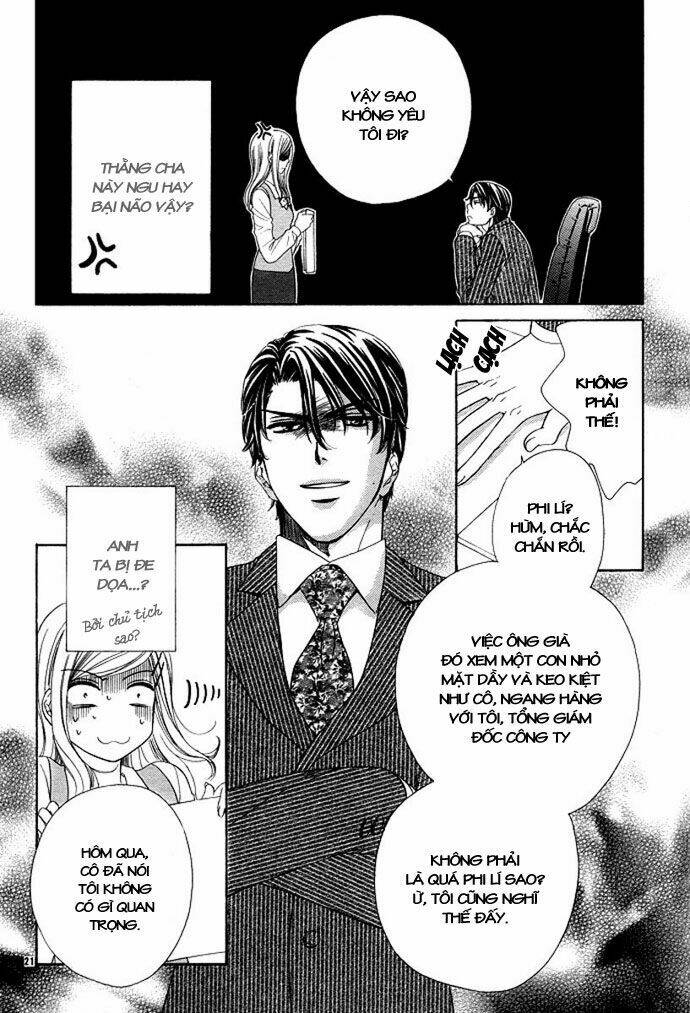 VẬY SAO
KHÔNG YÊU
TÔI ĐI?
THẰNG CHA
NÀY NGU HAY
BẠI NÃO VẬY?
LẠCH
CẠCH
KHÔNG
PHẢI
THẾ!
PHI LÍ?
HỪM, CHẮC
CHẮN RỒI.
VIỆC ÔNG GIÀ
ĐÓ XEM MỘT CON NHỎ
MẶT DẦY VÀ KEO KIỆT
NHƯ CÔ, NGANG HÀNG
VỚI TÔI, TỔNG GIÁM
ĐỐC CÔNG TY
KHÔNG PHẢI
LÀ QUÁ PHI LÍ SAO?
Ừ, TÔI CŨNG NGHĨ
THẾ ĐẤY.
ANH
TA BỊ ĐE
DỌA...?
Bởi chủ tịch
sao?
HÔM QUA,
CÔ ĐÃ NÓI
TÔI KHÔNG
CÓ GÌ QUAN
TRỌNG.
21